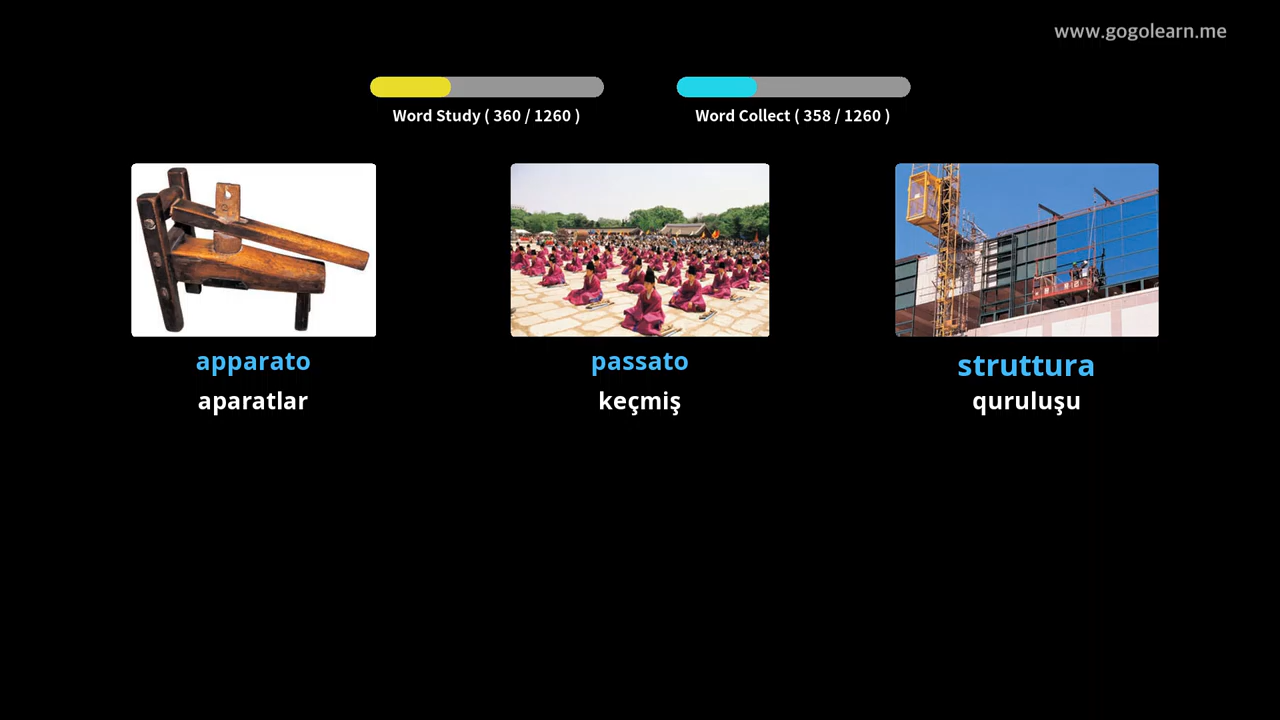 www.gogolearn.me
Word Study ( 360 / 1260 )
Word Collect ( 358 / 1260 )
apparato
passato
struttura
aparatlar
keçmiş
quruluşu